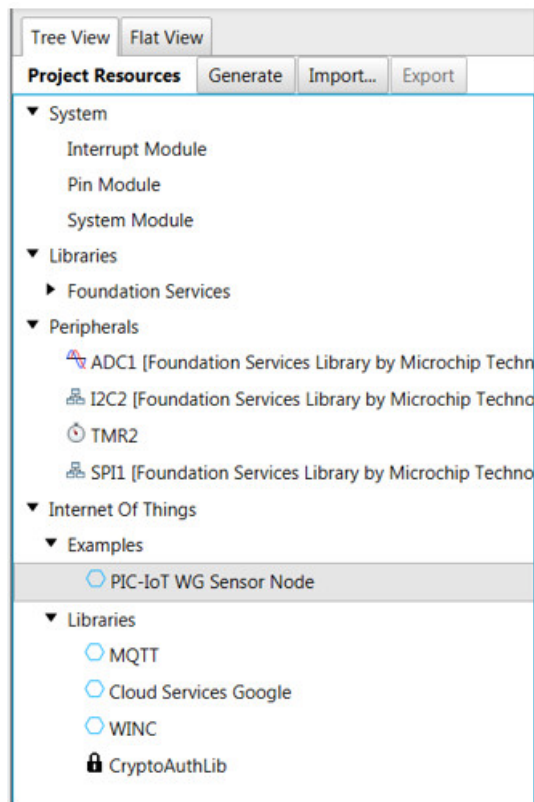 Tree View Flat View
Project Resources Generate Import... Export
System
Interrupt Module
Pin Module
System Module
Libraries
Foundation Services
Peripherals
ADC1 [Foundation Services Library by Microchip Techn
I2C2 [Foundation Services Library by Microchip Techno
TMR2
SPI1 [Foundation Services Library by Microchip Techno
Internet Of Things
Examples
PIC-IoT WG Sensor Node
Libraries
MQTT
Cloud Services Google
WINC
CryptoAuthLib